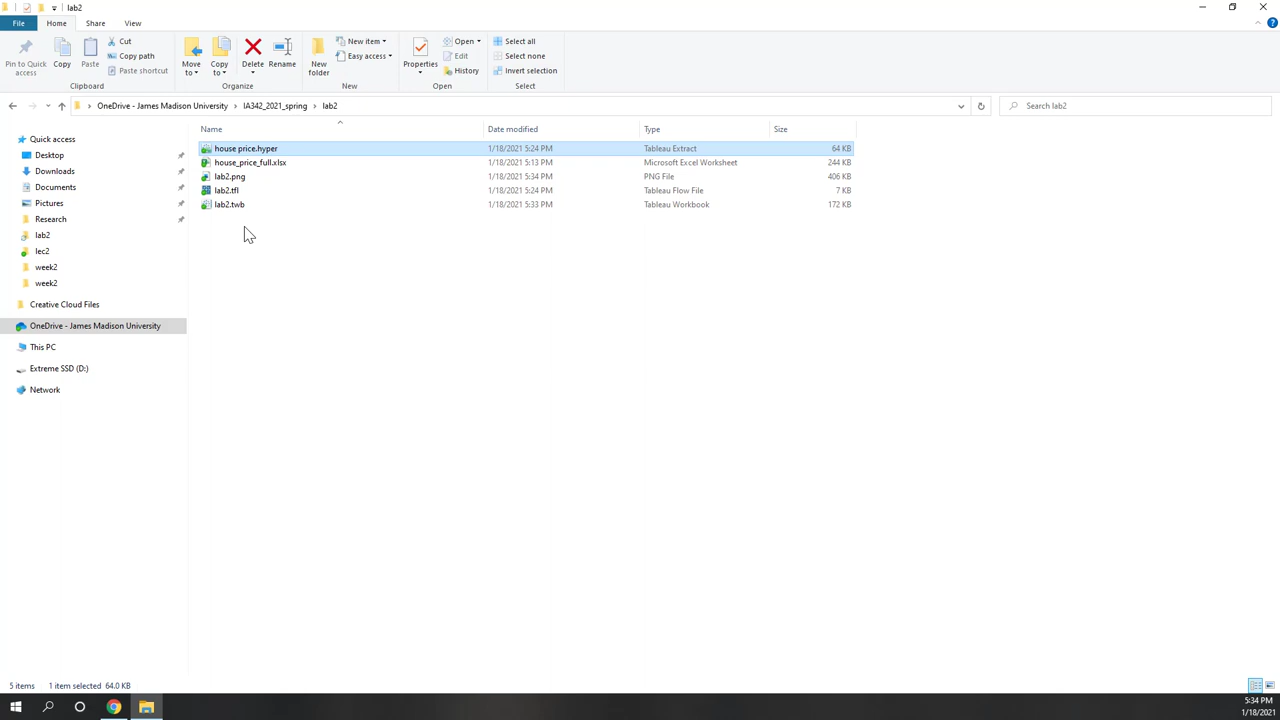 lab2
File
Home
Share
View
Pin to Quick access
Copy
Paste
Cut
Copy path
Paste shortcut
Clipboard
Move to
Copy to
Delete
Rename
Organize
New folder
New item
Easy access
New
Properties
Open
Edit
History
Open
Select all
Select none
Invert selection
Select
OneDrive - James Madison University
IA342_2021_spring
lab2
Search lab2
Name
Date modified
Type
Size
house price.hyper 1/18/2021 5:24 PM Tableau Extract 64 KB
house_price_full.xlsx 1/18/2021 5:13 PM Microsoft Excel Worksheet 244 KB
lab2.png 1/18/2021 5:34 PM PNG File 406 KB
lab2.tfl 1/18/2021 5:24 PM Tableau Flow File 7 KB
lab2.twb 1/18/2021 5:33 PM Tableau Workbook 172 KB
Quick access
Desktop
Downloads
Documents
Pictures
Research
lab2
lec2
week2
week2
Creative Cloud Files
OneDrive - James Madison University
This PC
Extreme SSD (D:)
Network
5 items 1 item selected 64.0 KB
5:34 PM
1/18/2021